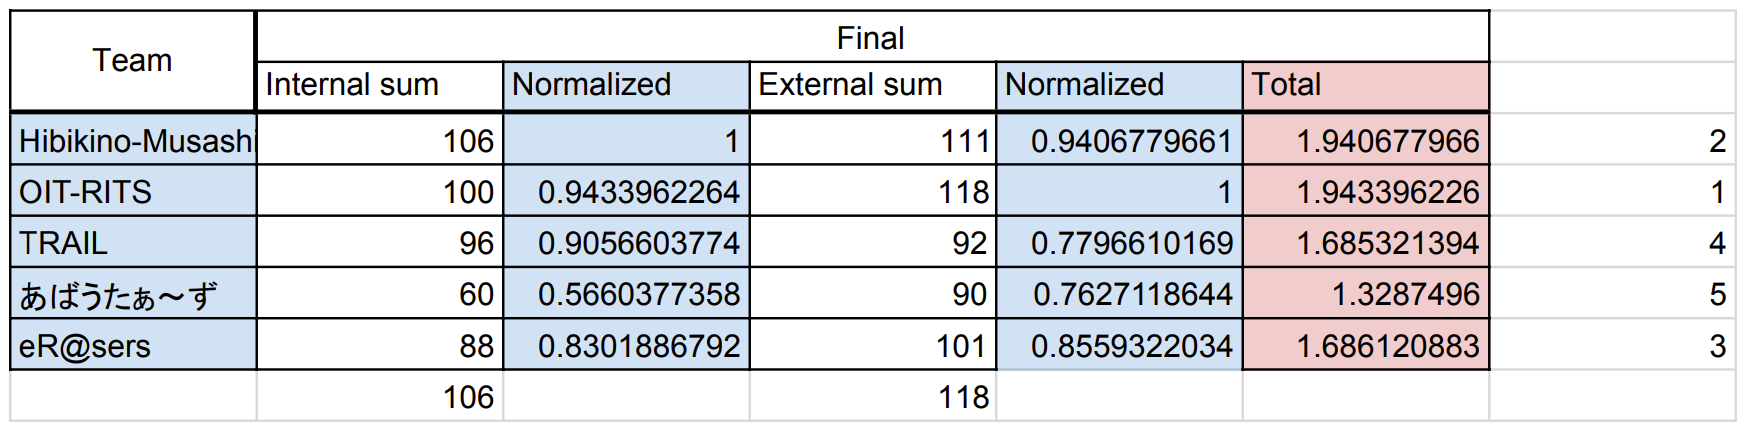 Team Final
Internal sum Normalized External sum Normalized Total
Hibikino-Musashi 106 1 111 0.9406779661 1.940677966 2
OIT-RITS 100 0.9433962264 118 1 1.943396226 1
TRAIL 96 0.9056603774 92 0.7796610169 1.685321394 4
あばうたぁ～ず 60 0.5660377358 90 0.7627118644 1.3287496 5
eR@sers 88 0.8301886792 101 0.8559322034 1.686120883 3
106 118